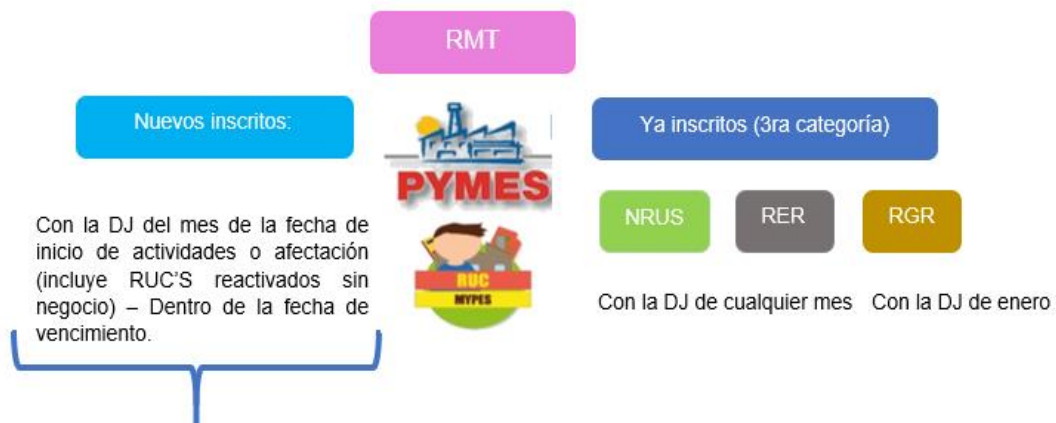 RMT
Nuevos inscritos:
Con la DJ del mes de la fecha de
inicio de actividades o afectación
(incluye RUC'S reactivados sin
negocio) – Dentro de la fecha de
vencimiento.
PYMES
RUC
MYPES
Ya inscritos (3ra categoría)
NRUS
RER
RGR
Con la DJ de cualquier mes
Con la DJ de enero